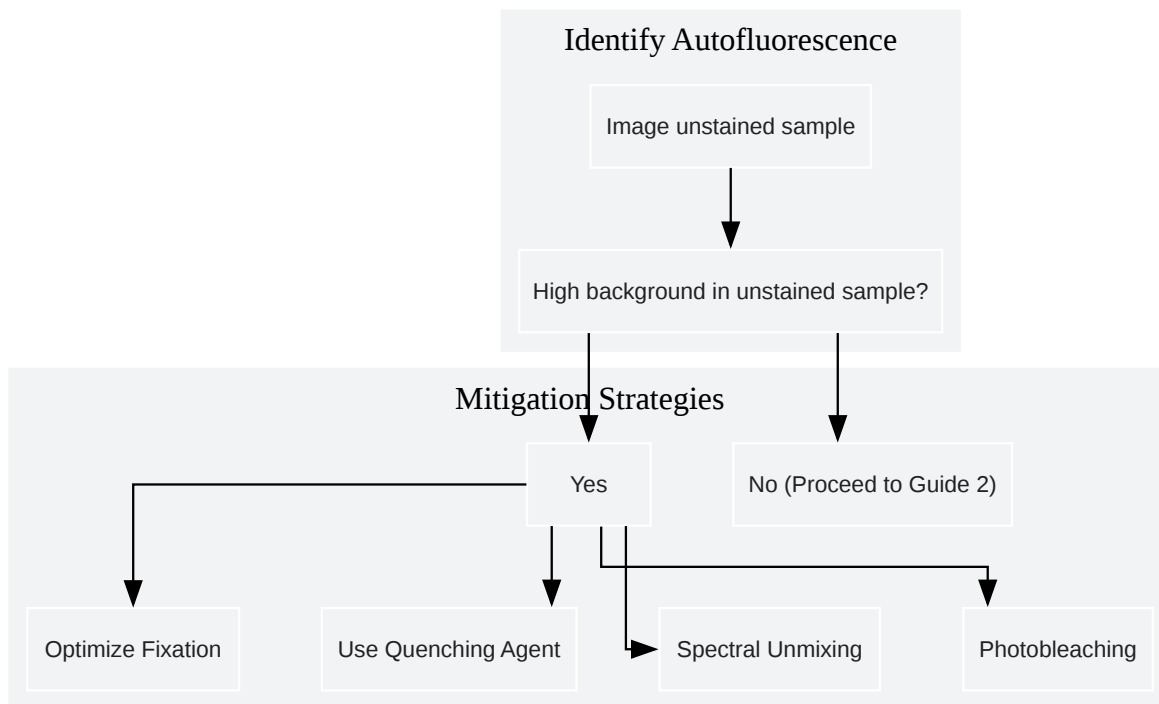 Identify Autofluorescence
Image unstained sample
High background in unstained sample?
Mitigation Strategies
Yes
No (Proceed to Guide 2)
Optimize Fixation
Use Quenching Agent
Spectral Unmixing
Photobleaching